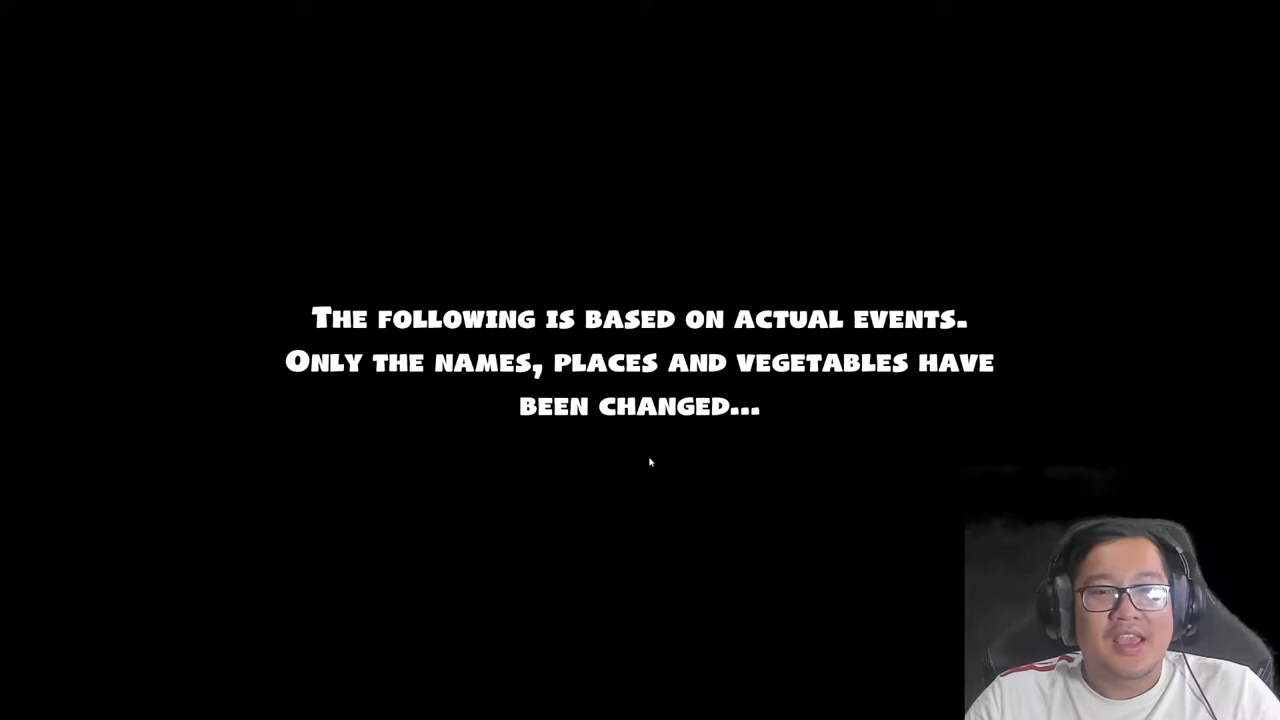 The following is based on actual events.
Only the names, places and vegetables have
been changed...